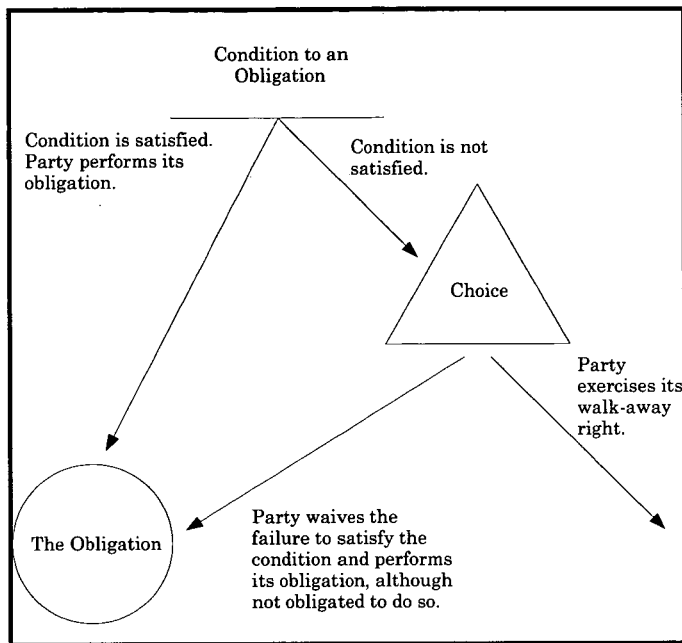 Condition to an
Obligation
Condition is satisfied.
Party performs its
obligation.
Condition is not
satisfied.
Choice
Party
exercises its
walk-away
right.
The Obligation
Party waives the
failure to satisfy the
condition and performs
its obligation, although
not obligated to do so.